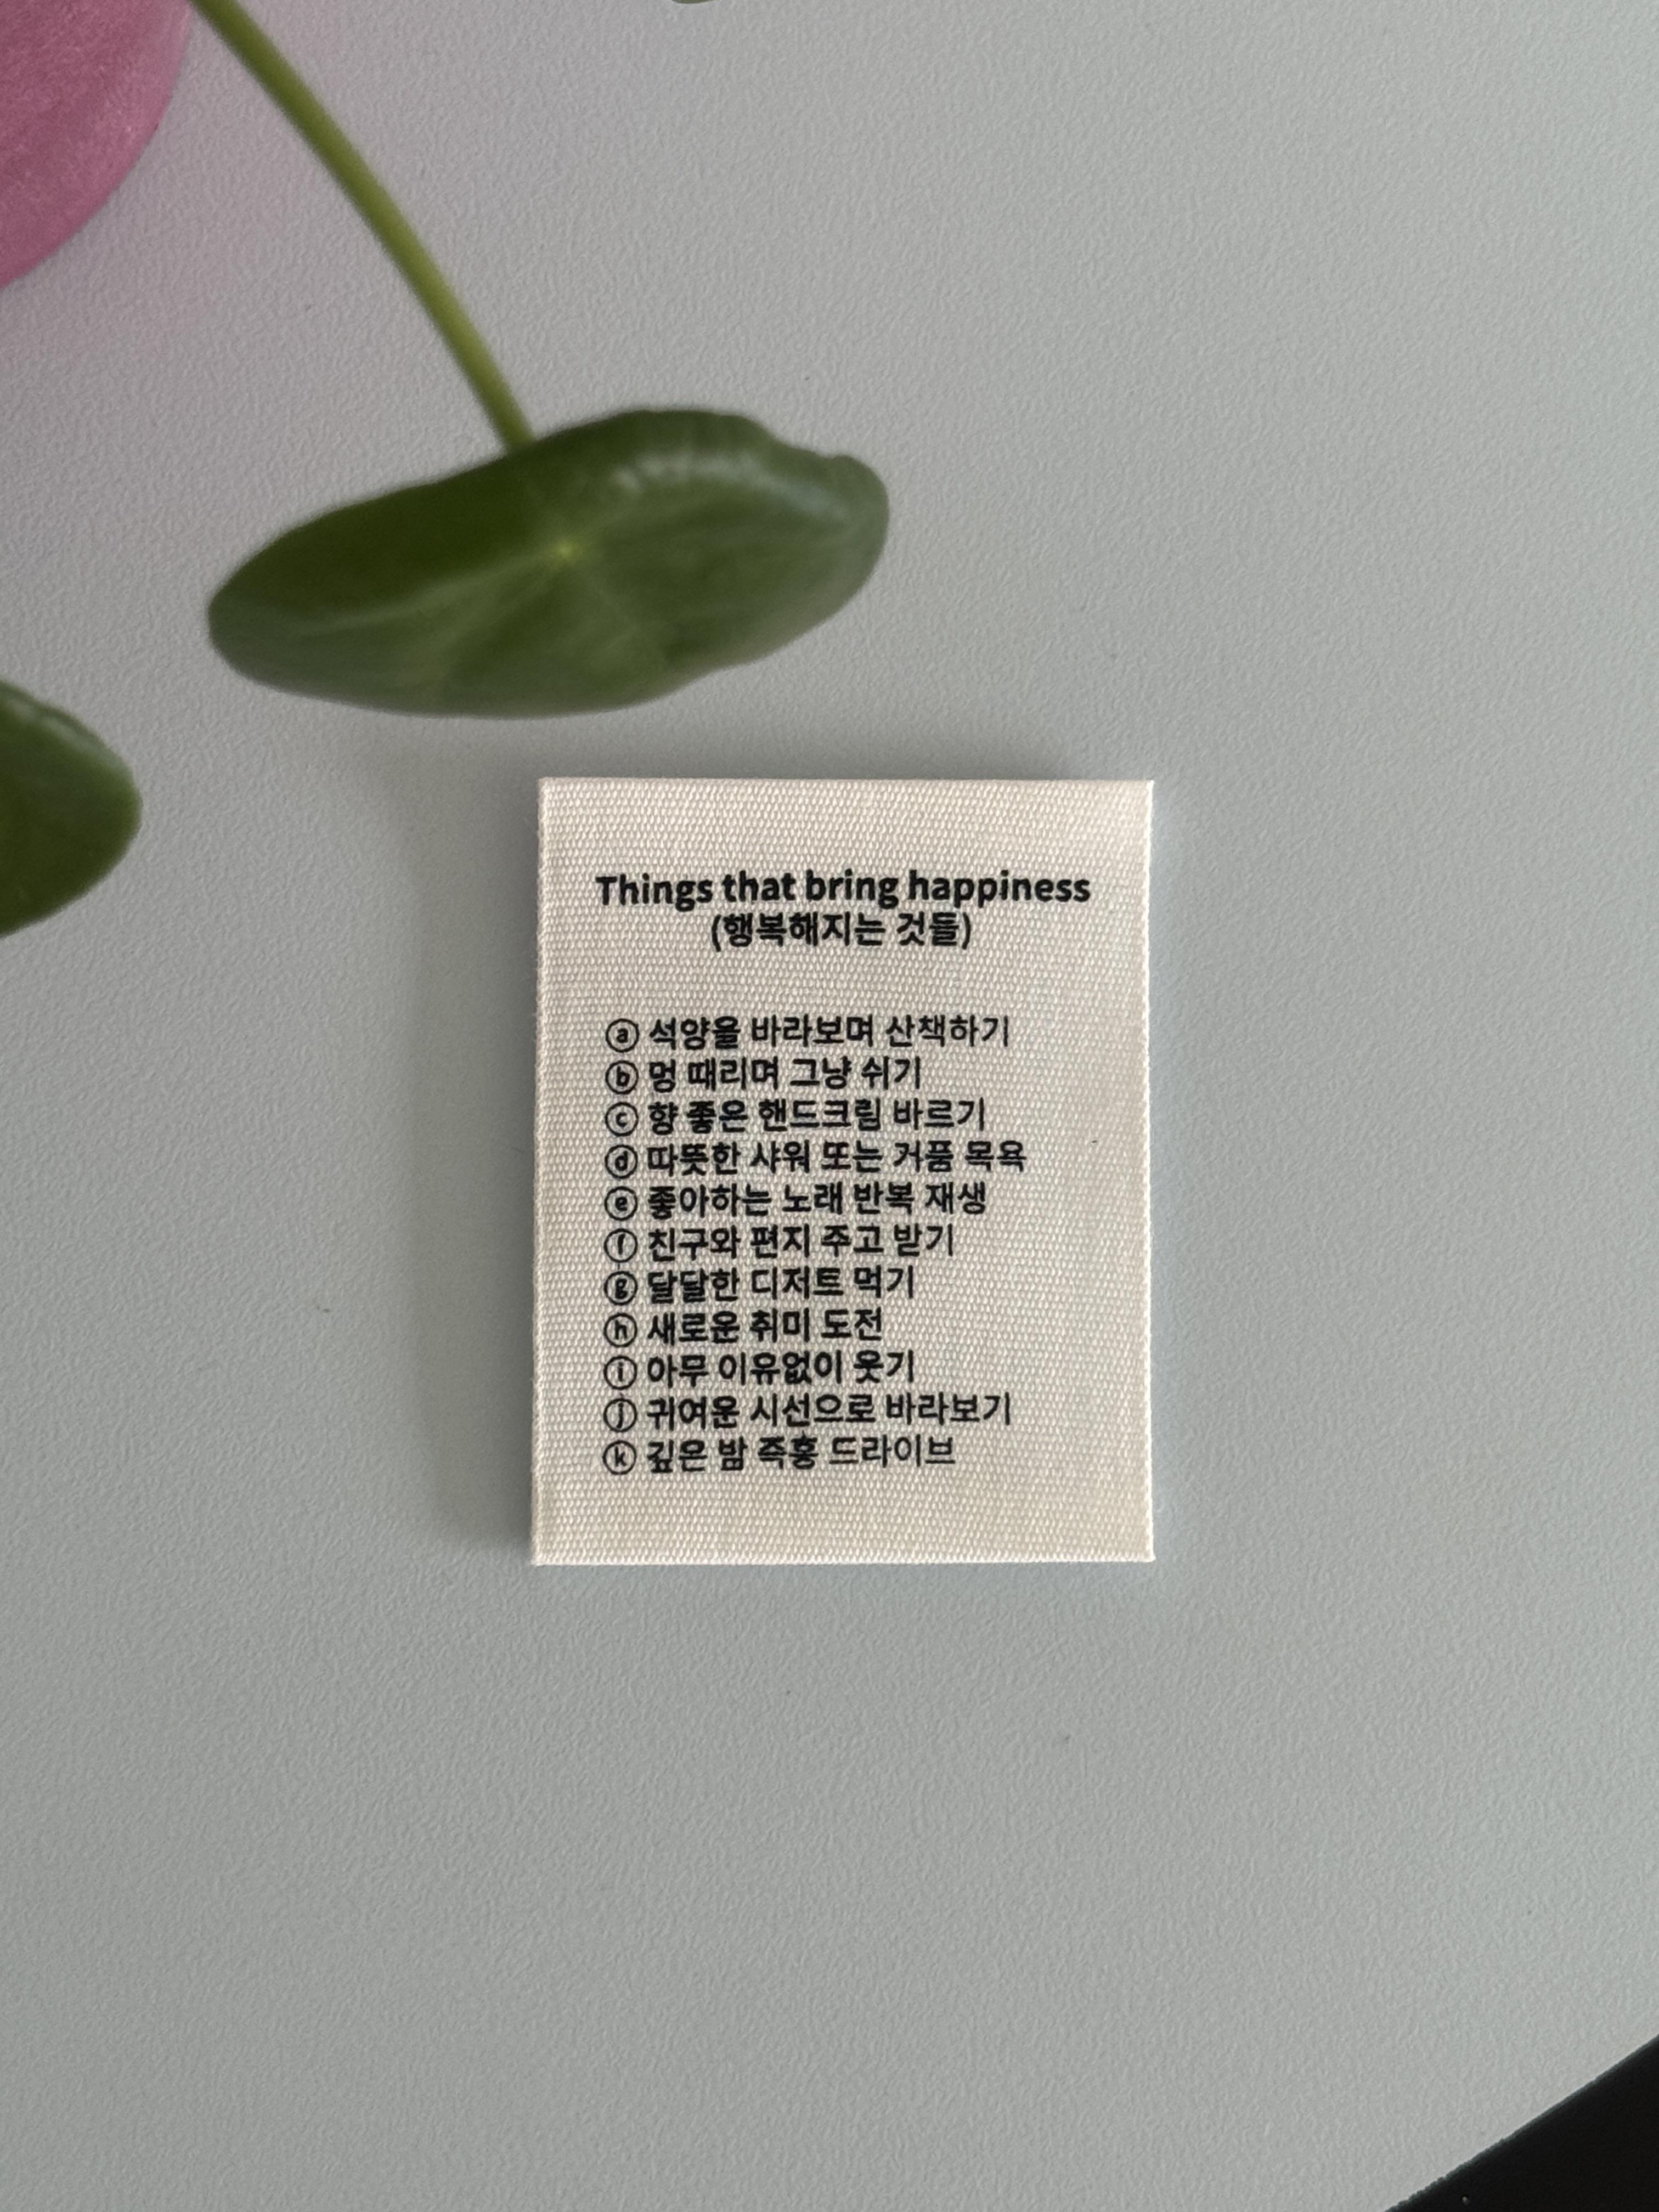 Things that bring happiness
(행복해지는 것들)
ⓐ 석양을 바라보며 산책하기
ⓑ 멍 때리며 그냥 쉬기
ⓒ 향 좋은 핸드크림 바르기
ⓓ 따뜻한 샤워 또는 거품 목욕
ⓔ 좋아하는 노래 반복 재생
ⓕ 친구와 편지 주고 받기
ⓖ 달달한 디저트 먹기
ⓗ 새로운 취미 도전
ⓘ 아무 이유없이 웃기
ⓙ 귀여운 시선으로 바라보기
ⓚ 깊은 밤 즉흥 드라이브